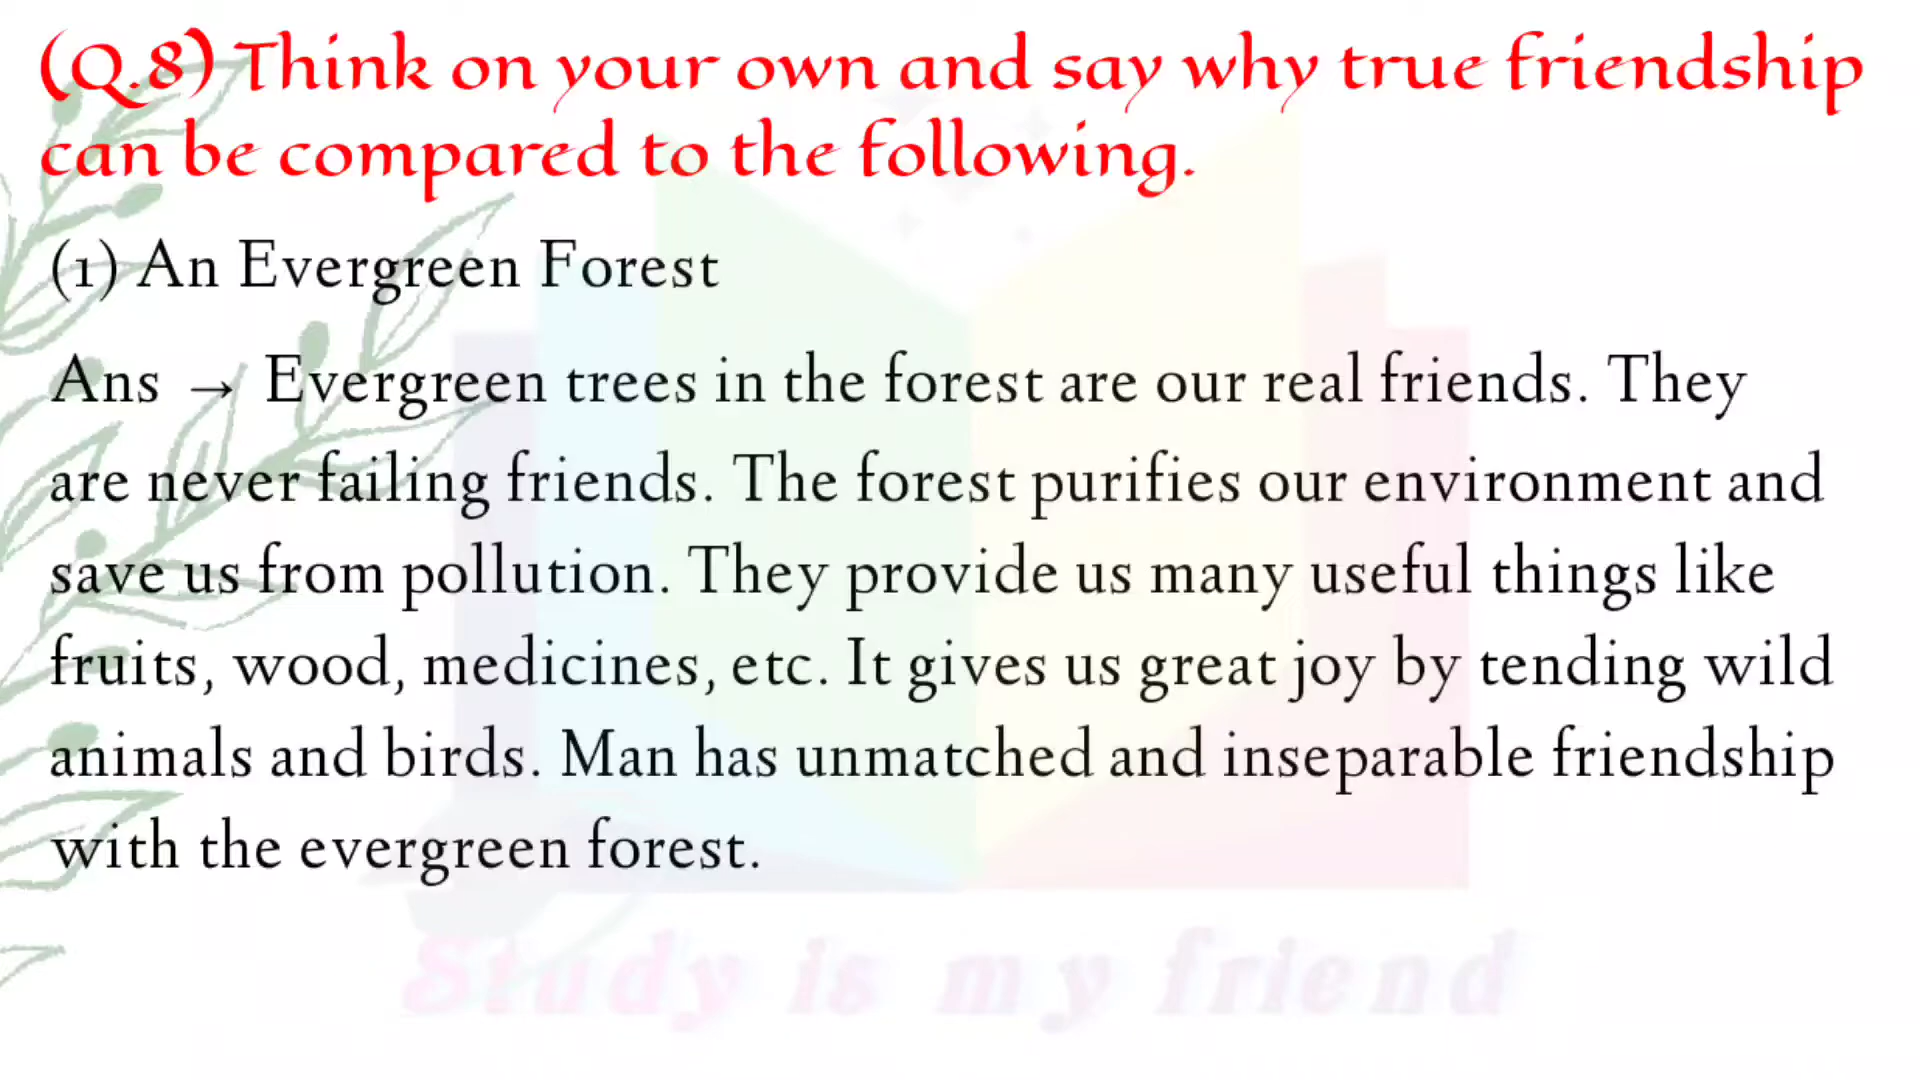 (Q.8) Think on your own and say why true friendship
can be compared to the following.
(1) An Evergreen Forest
Ans → Evergreen trees in the forest are our real friends. They
are never failing friends. The forest purifies our environment and
save us from pollution. They provide us many useful things like
fruits, wood, medicines, etc. It gives us great joy by tending wild
animals and birds. Man has unmatched and inseparable friendship
with the evergreen forest.
Study is my friend